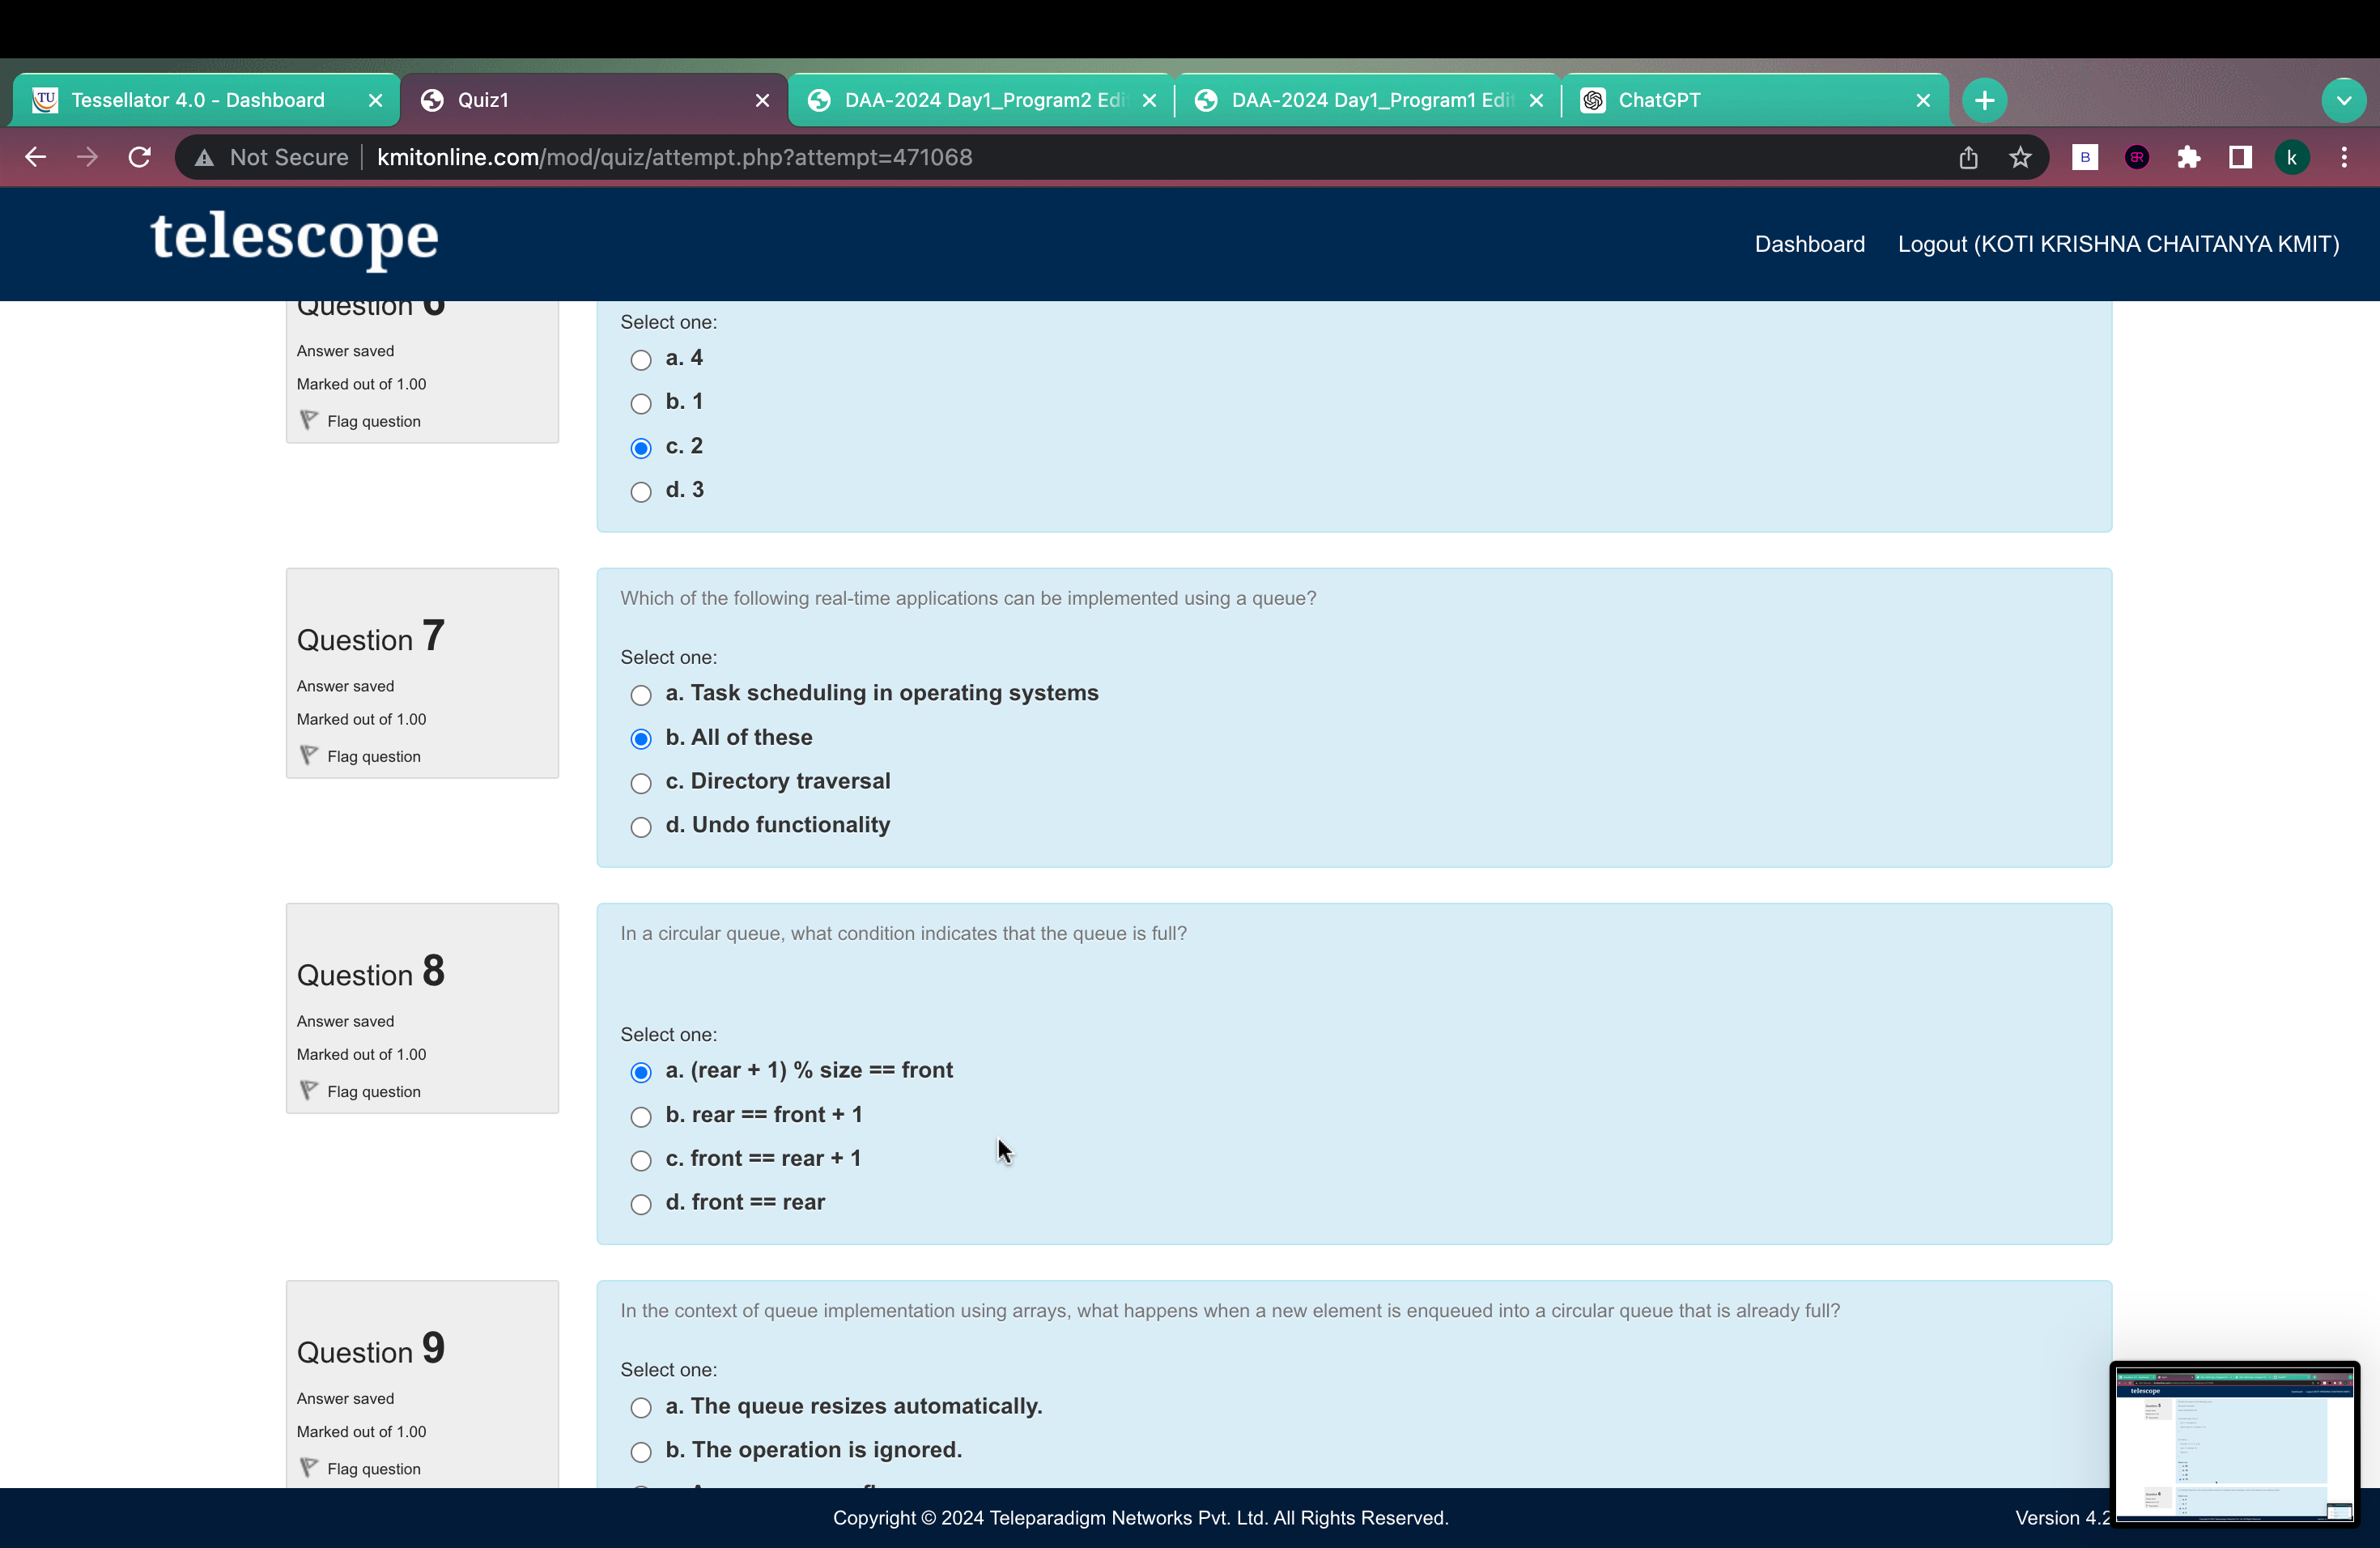 Tessellator 4.0 - Dashboard
Quiz1
DAA-2024 Day1_Program2 Edi
DAA-2024 Day1_Program1 Edit
ChatGPT
Not Secure
kmitonline.com/mod/quiz/attempt.php?attempt=471068
B
k
telescope
Dashboard
Logout (KOTI KRISHNA CHAITANYA KMIT)
Question 6
Answer saved
Marked out of 1.00
Flag question
Select one:
a. 4
b. 1
c. 2
d. 3
Question 7
Answer saved
Marked out of 1.00
Flag question
Which of the following real-time applications can be implemented using a queue?
Select one:
a. Task scheduling in operating systems
b. All of these
c. Directory traversal
d. Undo functionality
Question 8
Answer saved
Marked out of 1.00
Flag question
In a circular queue, what condition indicates that the queue is full?
Select one:
a. (rear + 1) % size == front
b. rear == front + 1
c. front == rear + 1
d. front == rear
Question 9
Answer saved
Marked out of 1.00
Flag question
In the context of queue implementation using arrays, what happens when a new element is enqueued into a circular queue that is already full?
Select one:
a. The queue resizes automatically.
b. The operation is ignored.
Copyright © 2024 Teleparadigm Networks Pvt. Ltd. All Rights Reserved.
Version 4.2
telescope